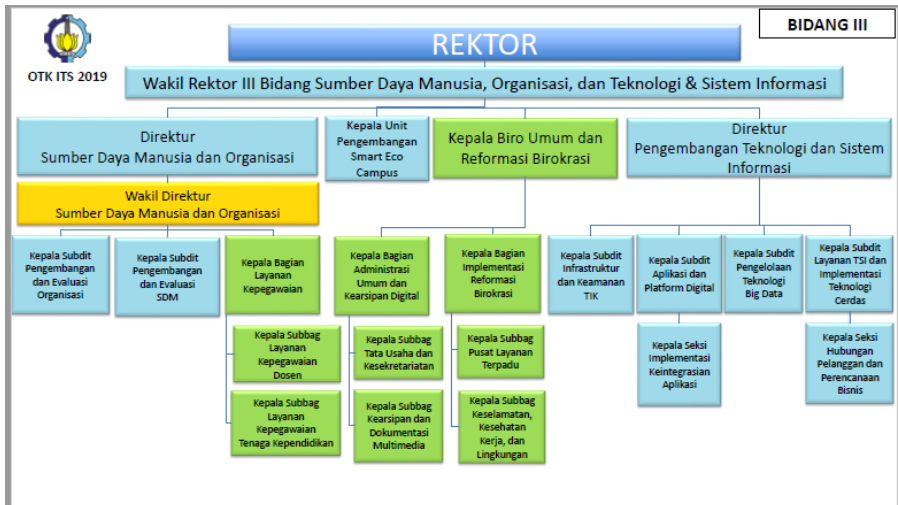 BIDANG III
REKTOR
OTK ITS 2019
Wakil Rektor III Bidang Sumber Daya Manusia, Organisasi, dan Teknologi & Sistem Informasi
Direktur
Sumber Daya Manusia dan Organisasi
Kepala Unit
Pengembangan
Smart Eco
Campus
Kepala Biro Umum dan
Reformasi Birokrasi
Direktur
Pengembangan Teknologi dan Sistem
Informasi
Wakil Direktur
Sumber Daya Manusia dan Organisasi
Kepala Subdit
Pengembangan
dan Evaluasi
Organisasi
Kepala Subdit
Pengembangan
dan Evaluasi
SDM
Kepala Bagian
Layanan
Kepegawaian
Kepala Bagian
Administrasi
Umum dan
Kearsipan Digital
Kepala Bagian
Implementasi
Reformasi
Birokrasi
Kepala Subdit
Infrastruktur
dan Keamanan
TIK
Kepala Subdit
Aplikasi dan
Platform Digital
Kepala Subdit
Pengelolaan
Teknologi
Big Data
Kepala Subdit
Layanan TSI dan
Implementasi
Teknologi
Cerdas
Kepala Subbag
Layanan
Kepegawaian
Dosen
Kepala Subbag
Tata Usaha dan
Kesekretariatan
Kepala Subbag
Pusat Layanan
Terpadu
Kepala Seksi
Implementasi
Keintegrasian
Aplikasi
Kepala Seksi
Hubungan
Pelanggan dan
Perencanaan
Bisnis
Kepala Subbag
Layanan
Kepegawaian
Tenaga Kependidikan
Kepala Subbag
Kearsipan dan
Dokumentasi
Multimedia
Kepala Subbag
Keselamatan,
Kesehatan
Kerja, dan
Lingkungan